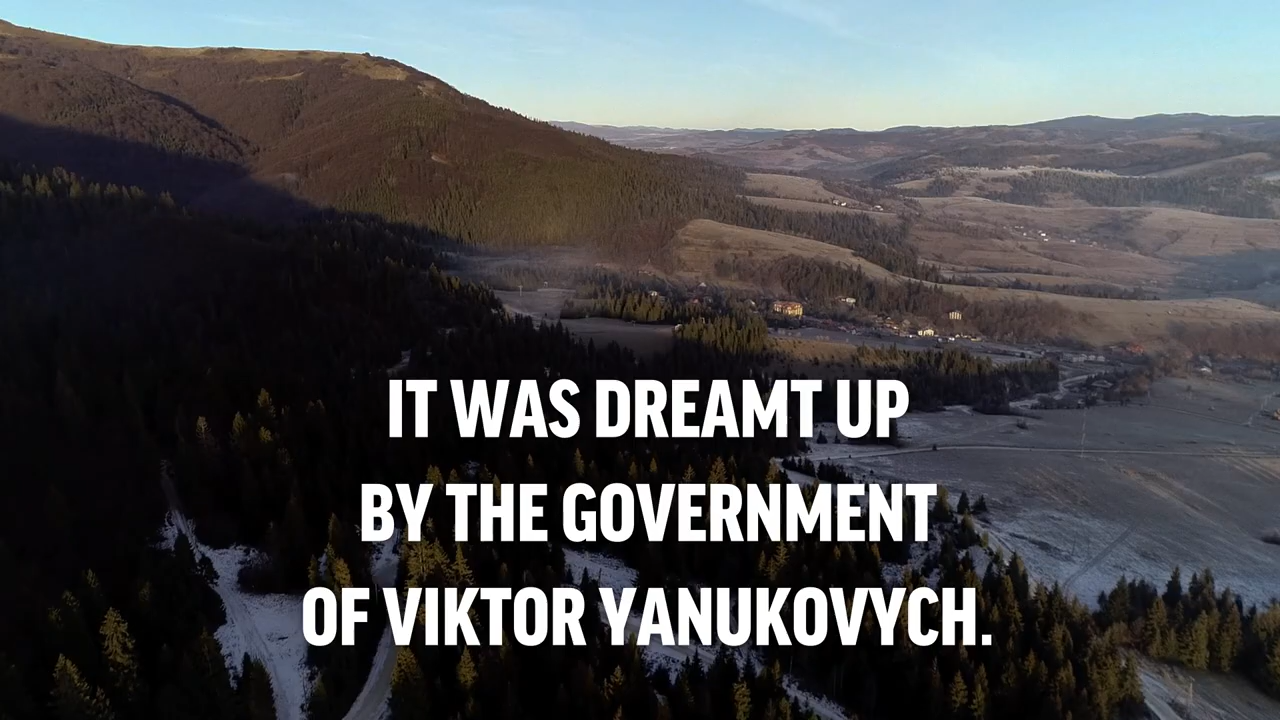 IT WAS DREAMT UP
BY THE GOVERNMENT
OF VIKTOR YANUKOVYCH.